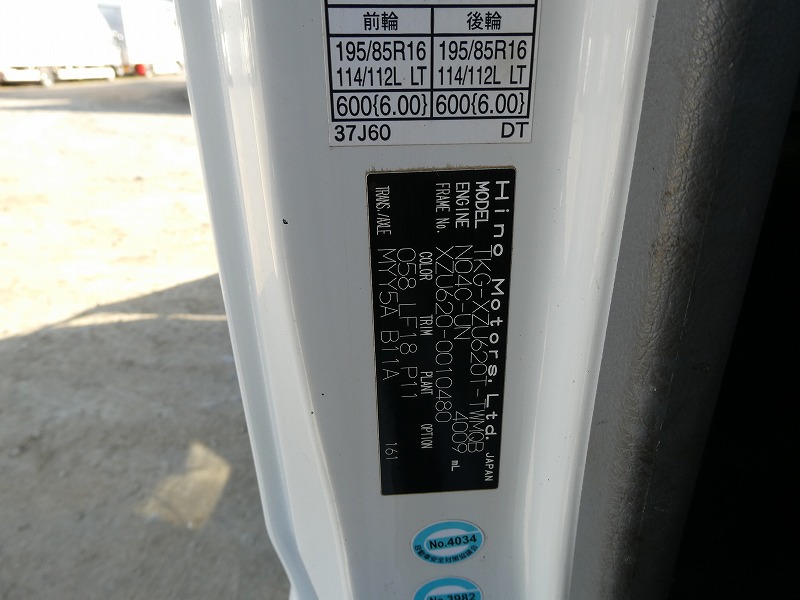 前輪 後輪
195/85R16 195/85R16
114/112L LT 114/112L LT
600{6.00} 600{6.00}
37J60 DT
Hino Motors, Ltd. JAPAN
MODEL TKG-XZU620T-TWMQB
ENGINE N04C-UN 4009 mL
FRAME No. XZU620-0010480
COLOR TRIM PLANT OPTION
058 LF18 P11
TRANS./AXLE MYY5A B11A 161
No.4034